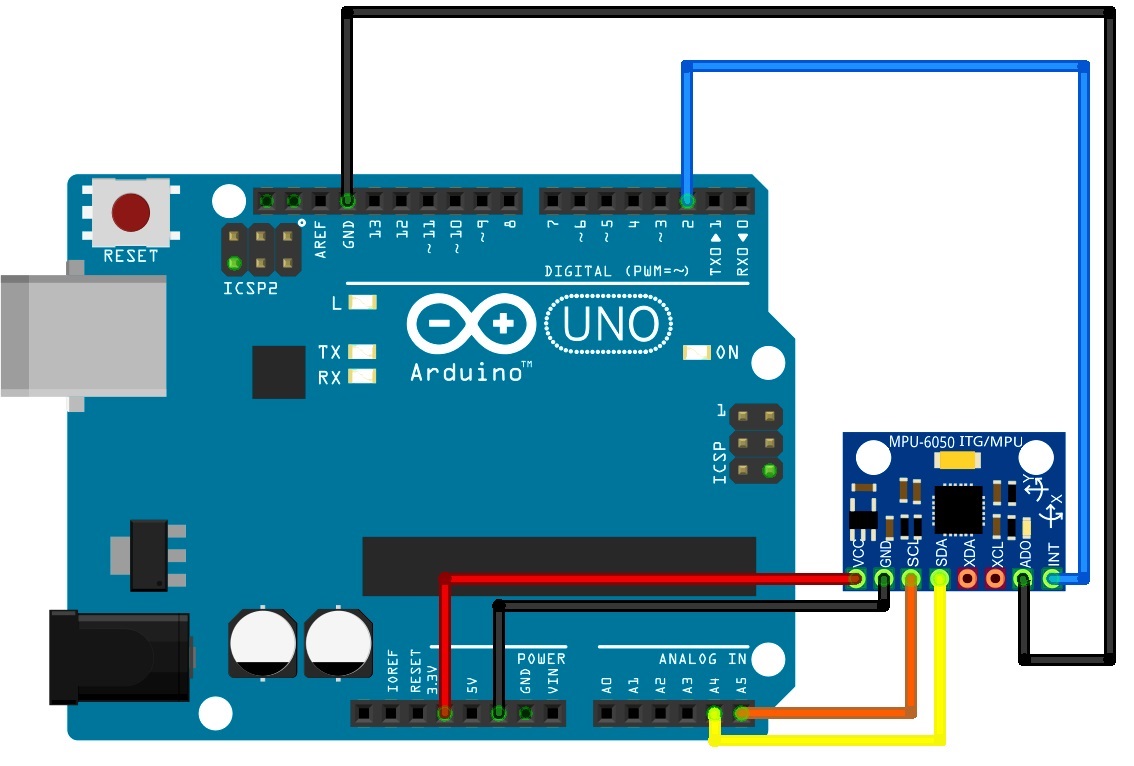 RESET
ICSP2
AREF
GND
13
12
~11
~10
~9
8
7
~6
~5
4
~3
2
TX0▶1
RX0◀0
DIGITAL (PWM=~)
L
TX
RX
UNO
Arduino™
ON
1
ICSP
MPU-6050 ITG/MPU
Y
X
VCC
GND
SCL
SDA
XDA
XCL
ADO
INT
IOREF
RESET
3.3V
5V
GND
VIN
POWER
ANALOG IN
A0
A1
A2
A3
A4
A5